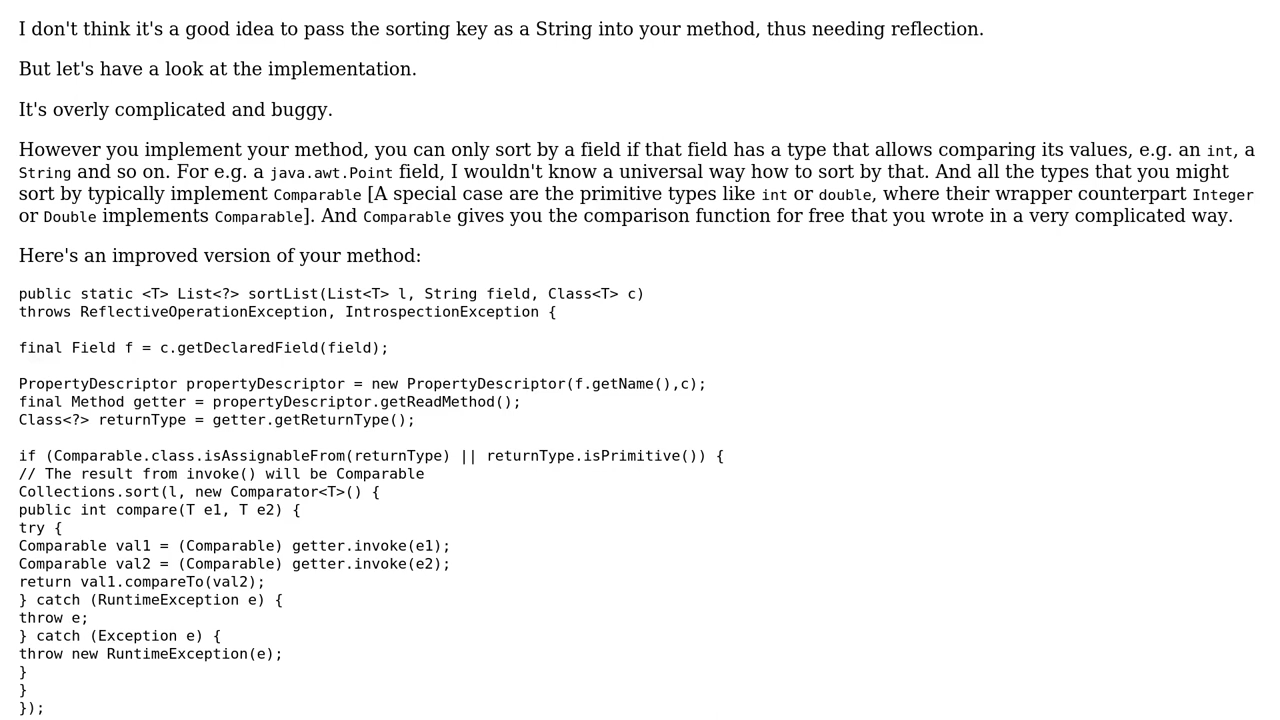 I don't think it's a good idea to pass the sorting key as a String into your method, thus needing reflection.
But let's have a look at the implementation.
It's overly complicated and buggy.
However you implement your method, you can only sort by a field if that field has a type that allows comparing its values, e.g. an int, a
String and so on. For e.g. a java.awt.Point field, I wouldn't know a universal way how to sort by that. And all the types that you might
sort by typically implement Comparable [A special case are the primitive types like int or double, where their wrapper counterpart Integer
or Double implements Comparable]. And Comparable gives you the comparison function for free that you wrote in a very complicated way.
Here's an improved version of your method:
public static <T> List<?> sortList(List<T> l, String field, Class<T> c)
throws ReflectiveOperationException, IntrospectionException {
final Field f = c.getDeclaredField(field);
PropertyDescriptor propertyDescriptor = new PropertyDescriptor(f.getName(),c);
final Method getter = propertyDescriptor.getReadMethod();
Class<?> returnType = getter.getReturnType();
if (Comparable.class.isAssignableFrom(returnType) || returnType.isPrimitive()) {
// The result from invoke() will be Comparable
Collections.sort(l, new Comparator<T>() {
public int compare(T e1, T e2) {
try {
Comparable val1 = (Comparable) getter.invoke(e1);
Comparable val2 = (Comparable) getter.invoke(e2);
return val1.compareTo(val2);
} catch (RuntimeException e) {
throw e;
} catch (Exception e) {
throw new RuntimeException(e);
}
}
});